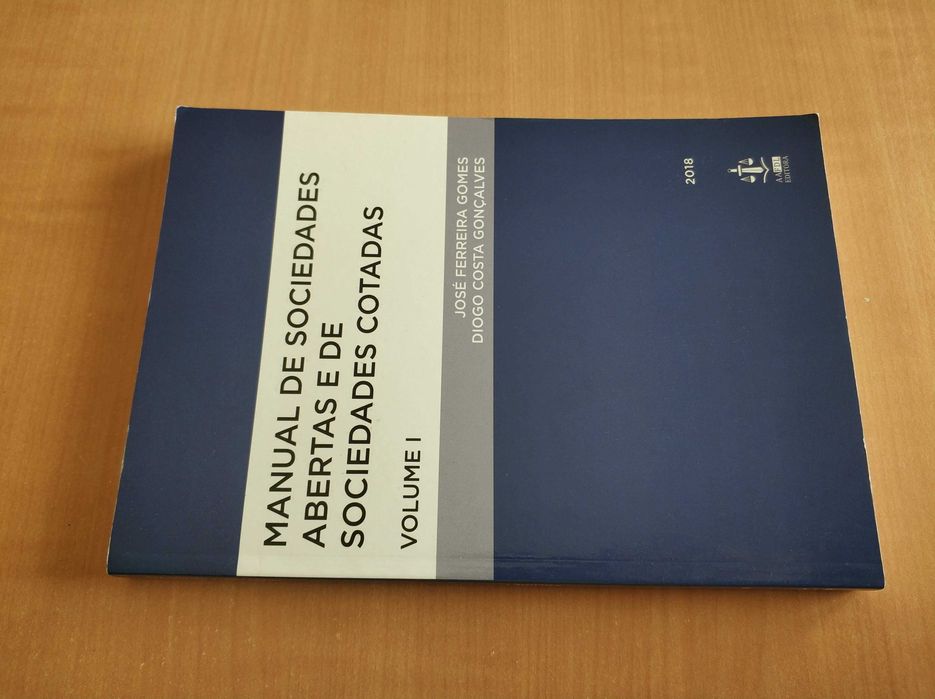 MANUAL DE SOCIEDADES
ABERTAS E DE
SOCIEDADES COTADAS
VOLUME I
JOSÉ FERREIRA GOMES
DIOGO COSTA GONÇALVES
2018
AAFDL
EDITORA